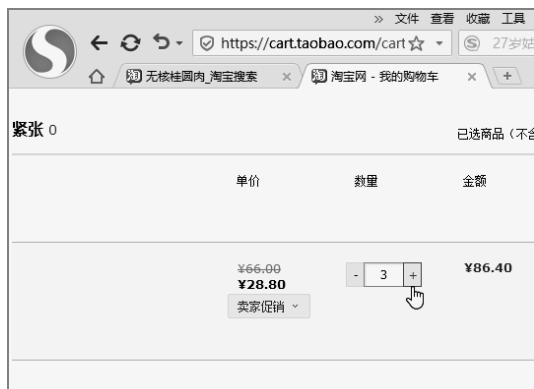 » 文件 查看 收藏 工具
https://cart.taobao.com/cart
27岁姑
无核桂圆肉_淘宝搜索 × 淘宝网 - 我的购物车 × +
紧张 0
已选商品（不含
单价 数量 金额
¥66.00
¥28.80
- 3 +
¥86.40
卖家促销